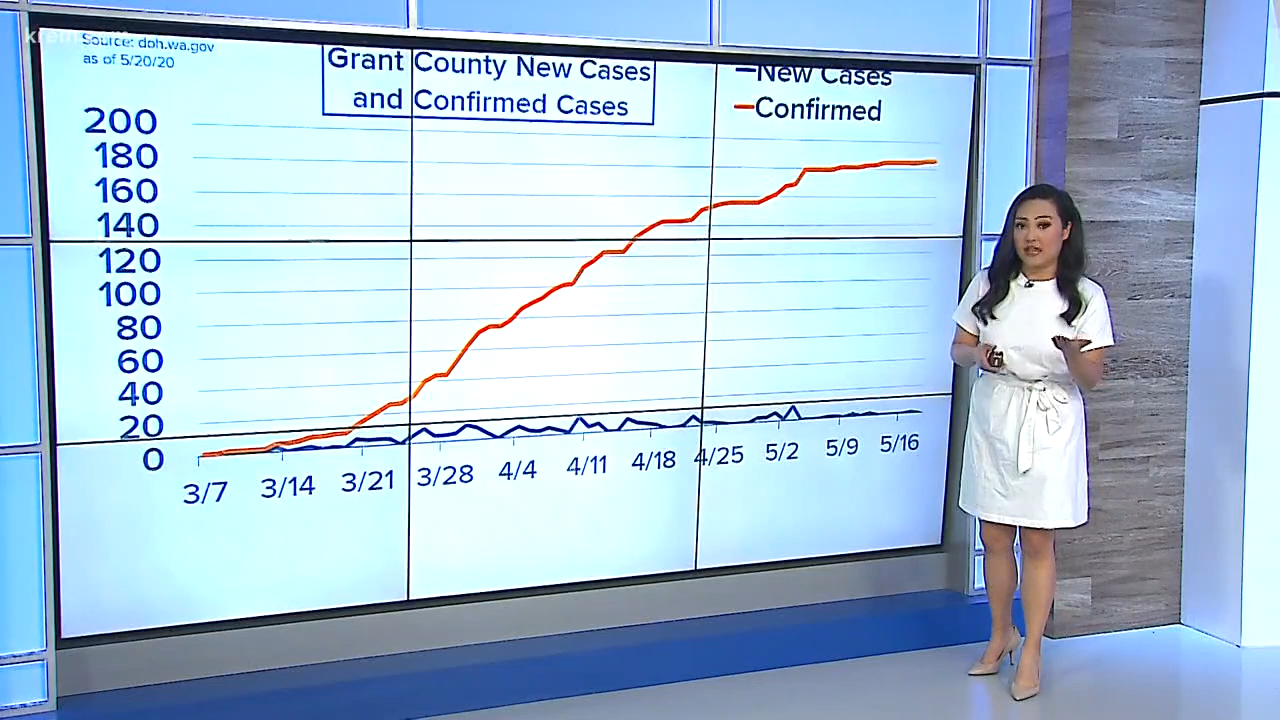 Source: doh.wa.gov
as of 5/20/20
Grant County New Cases
and Confirmed Cases
New Cases
Confirmed
200
180
160
140
120
100
80
60
40
20
0
3/7 3/14 3/21 3/28 4/4 4/11 4/18 4/25 5/2 5/9 5/16